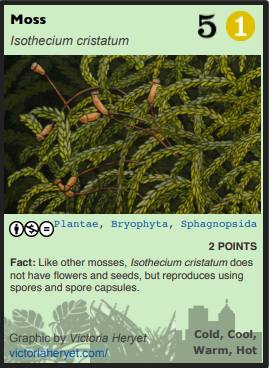 Moss
Isothecium cristatum
5 1
Plantae, Bryophyta, Sphagnopsida
2 POINTS
Fact: Like other mosses, Isothecium cristatum does
not have flowers and seeds, but reproduces using
spores and spore capsules.
Graphic by Victoria Heryet
victoriaheryet.com/
Cold, Cool,
Warm, Hot